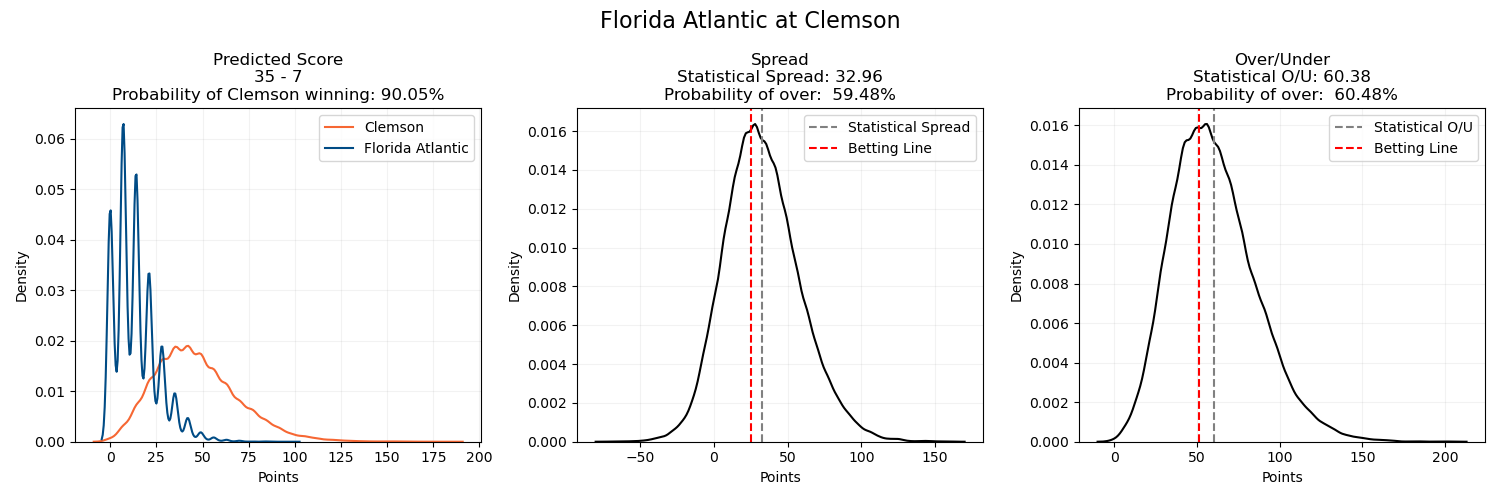 Florida Atlantic at Clemson
Predicted Score
35 - 7
Probability of Clemson winning: 90.05%
Clemson
Florida Atlantic
Density
0.06
0.05
0.04
0.03
0.02
0.01
0.00
0
25
50
75
100
125
150
175
200
Points
Spread
Statistical Spread: 32.96
Probability of over:  59.48%
Statistical Spread
Betting Line
Density
0.016
0.014
0.012
0.010
0.008
0.006
0.004
0.002
0.000
−50
0
50
100
150
Points
Over/Under
Statistical O/U: 60.38
Probability of over:  60.48%
Statistical O/U
Betting Line
Density
0.016
0.014
0.012
0.010
0.008
0.006
0.004
0.002
0.000
0
50
100
150
200
Points